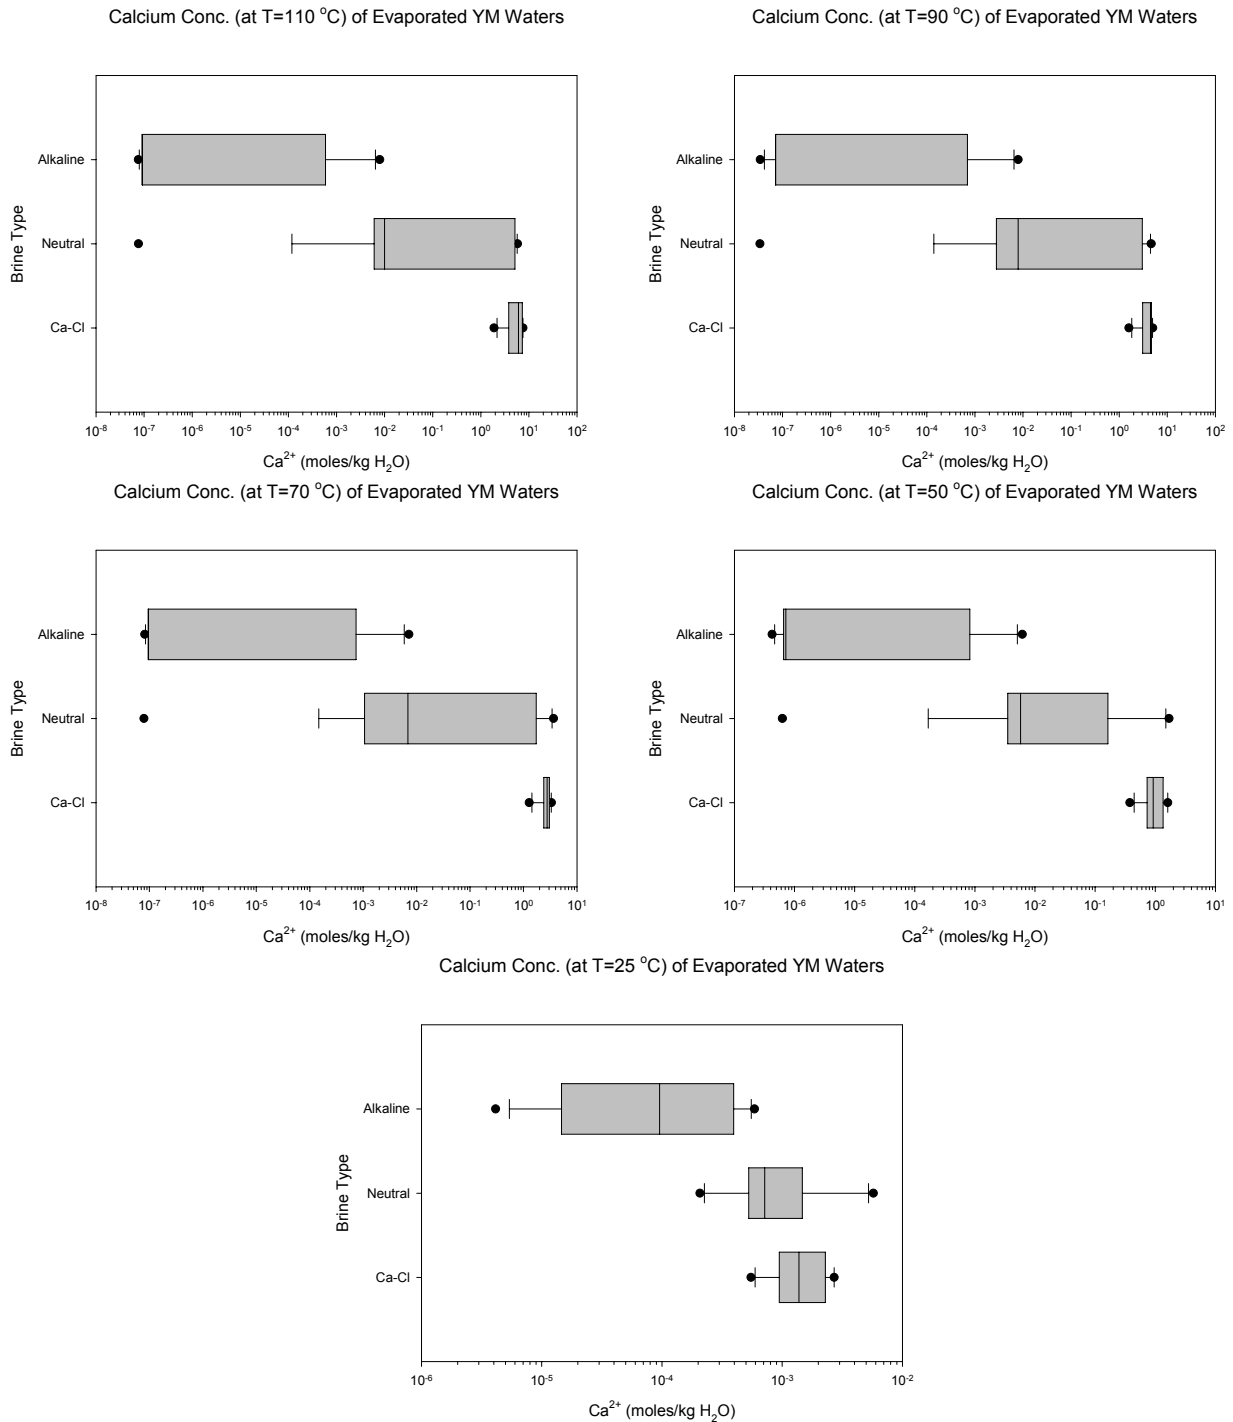 Calcium Conc. (at T=110 °C) of Evaporated YM Waters
Alkaline
Neutral
Ca-Cl
Brine Type
10⁻⁸ 10⁻⁷ 10⁻⁶ 10⁻⁵ 10⁻⁴ 10⁻³ 10⁻² 10⁻¹ 10⁰ 10¹ 10²
Ca²⁺ (moles/kg H₂O)
Calcium Conc. (at T=90 °C) of Evaporated YM Waters
Alkaline
Neutral
Ca-Cl
Brine Type
10⁻⁸ 10⁻⁷ 10⁻⁶ 10⁻⁵ 10⁻⁴ 10⁻³ 10⁻² 10⁻¹ 10⁰ 10¹ 10²
Ca²⁺ (moles/kg H₂O)
Calcium Conc. (at T=70 °C) of Evaporated YM Waters
Alkaline
Neutral
Ca-Cl
Brine Type
10⁻⁸ 10⁻⁷ 10⁻⁶ 10⁻⁵ 10⁻⁴ 10⁻³ 10⁻² 10⁻¹ 10⁰ 10¹
Ca²⁺ (moles/kg H₂O)
Calcium Conc. (at T=50 °C) of Evaporated YM Waters
Alkaline
Neutral
Ca-Cl
Brine Type
10⁻⁷ 10⁻⁶ 10⁻⁵ 10⁻⁴ 10⁻³ 10⁻² 10⁻¹ 10⁰ 10¹
Ca²⁺ (moles/kg H₂O)
Calcium Conc. (at T=25 °C) of Evaporated YM Waters
Alkaline
Neutral
Ca-Cl
Brine Type
10⁻⁶ 10⁻⁵ 10⁻⁴ 10⁻³ 10⁻²
Ca²⁺ (moles/kg H₂O)